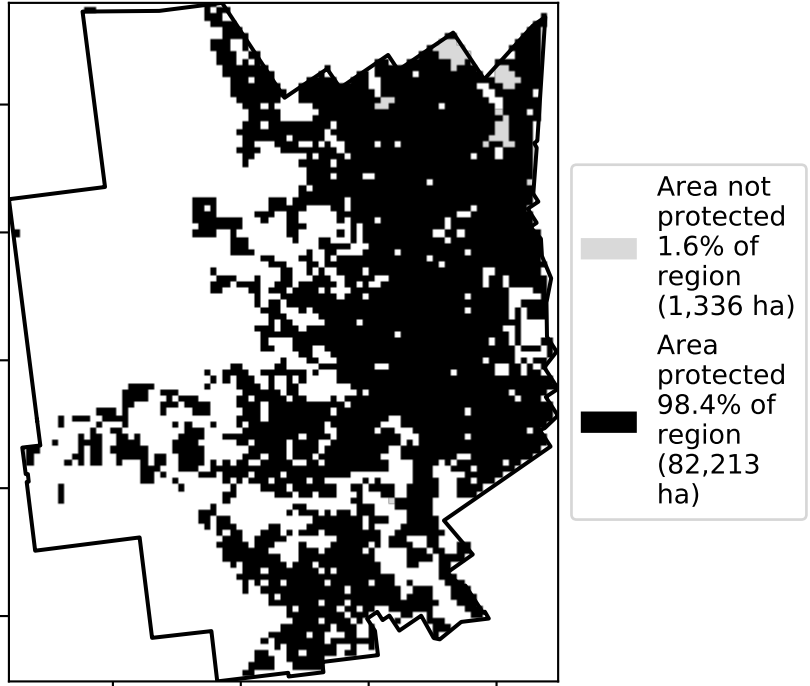 Area not
protected
1.6% of
region
(1,336 ha)
Area
protected
98.4% of
region
(82,213
ha)